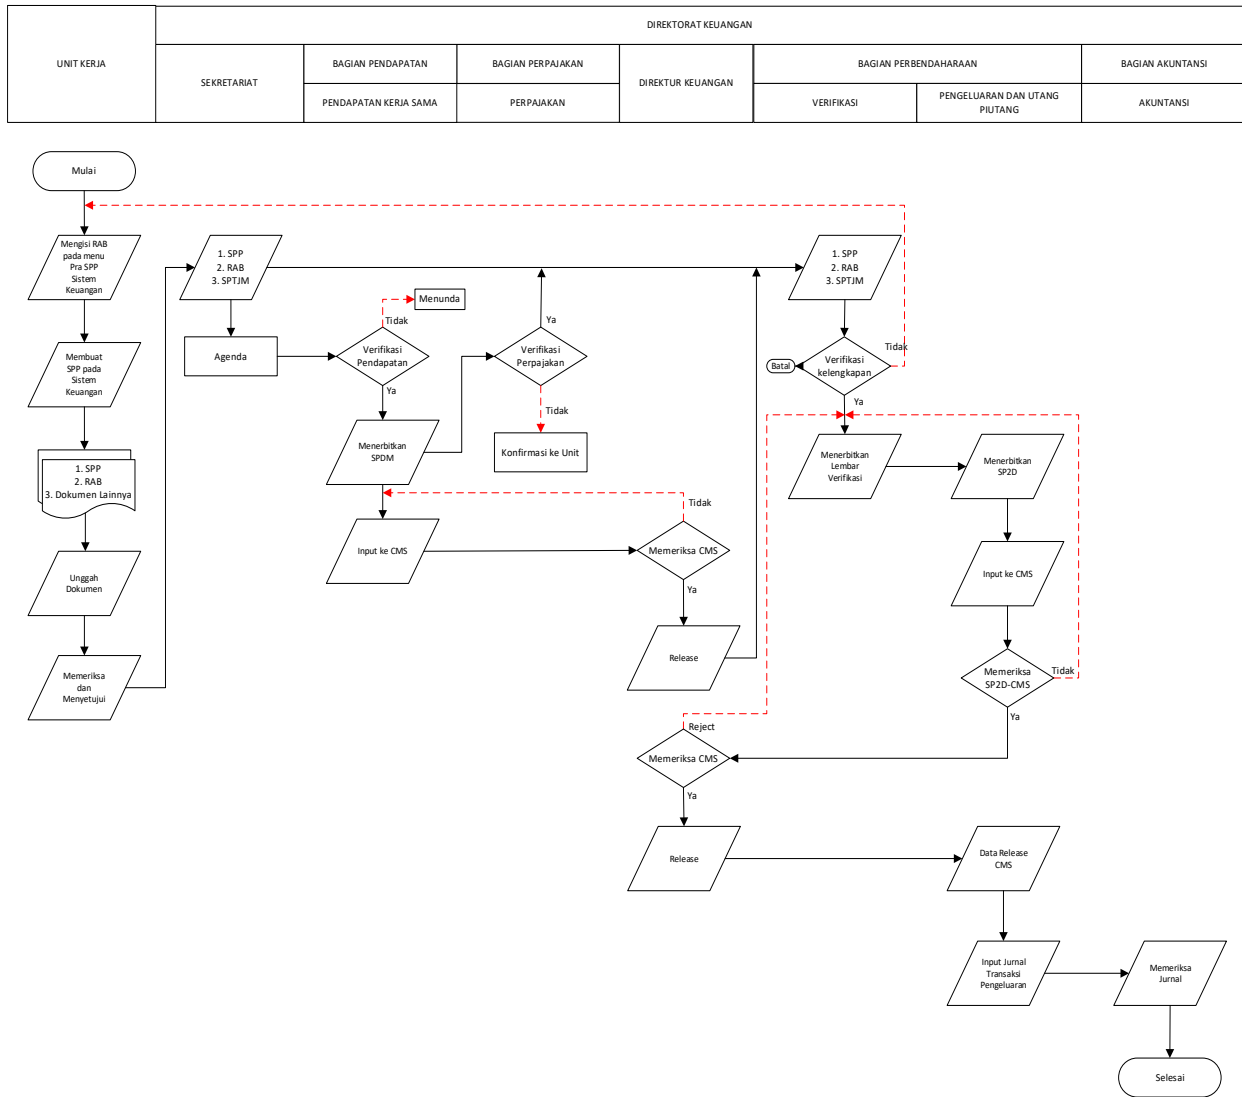 DIREKTORAT KEUANGAN
UNIT KERJA
SEKRETARIAT
BAGIAN PENDAPATAN
BAGIAN PERPAJAKAN
DIREKTUR KEUANGAN
BAGIAN PERBENDAHARAAN
BAGIAN AKUNTANSI
PENDAPATAN KERJA SAMA
PERPAJAKAN
VERIFIKASI
PENGELUARAN DAN UTANG
PIUTANG
AKUNTANSI
Mulai
Mengisi RAB
pada menu
Pra SPP
Sistem
Keuangan
1. SPP
2. RAB
3. SPTJM
1. SPP
2. RAB
3. SPTJM
Menunda
Tidak
Ya
Tidak
Membuat
SPP pada
Sistem
Keuangan
Agenda
Verifikasi
Pendapatan
Verifikasi
Perpajakan
Batal
Verifikasi
kelengkapan
Ya
Tidak
Ya
1. SPP
2. RAB
3. Dokumen Lainnya
Menerbitkan
SPDM
Konfirmasi ke Unit
Menerbitkan
Lembar
Verifikasi
Menerbitkan
SP2D
Tidak
Input ke CMS
Memeriksa CMS
Input ke CMS
Unggah
Dokumen
Ya
Release
Memeriksa
dan
Menyetujui
Memeriksa
SP2D-CMS
Tidak
Ya
Reject
Memeriksa CMS
Ya
Release
Data Release
CMS
Input Jurnal
Transaksi
Pengeluaran
Memeriksa
Jurnal
Selesai